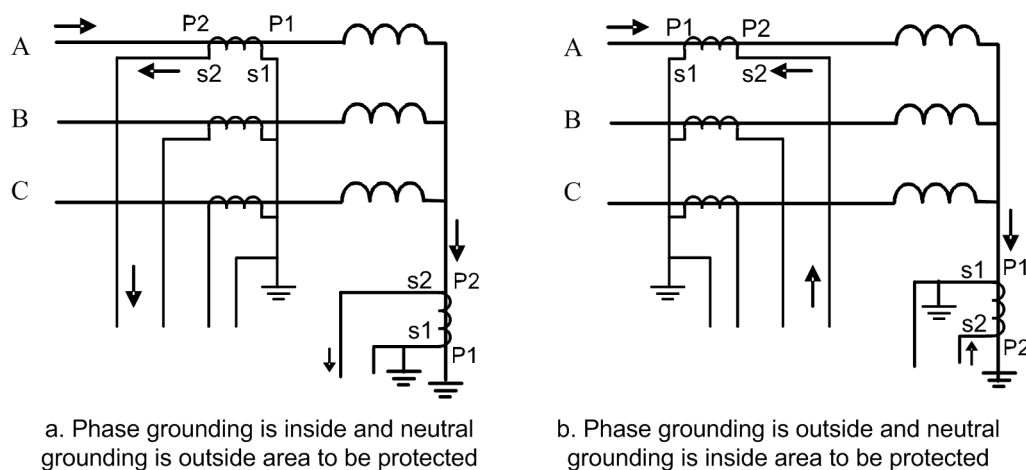 P2 P1
A
s2 s1
B
C
s2 P2
s1
P1
a. Phase grounding is inside and neutral
grounding is outside area to be protected
P1 P2
A
s1 s2
B
C
s1 P1
s2
P2
b. Phase grounding is outside and neutral
grounding is inside area to be protected